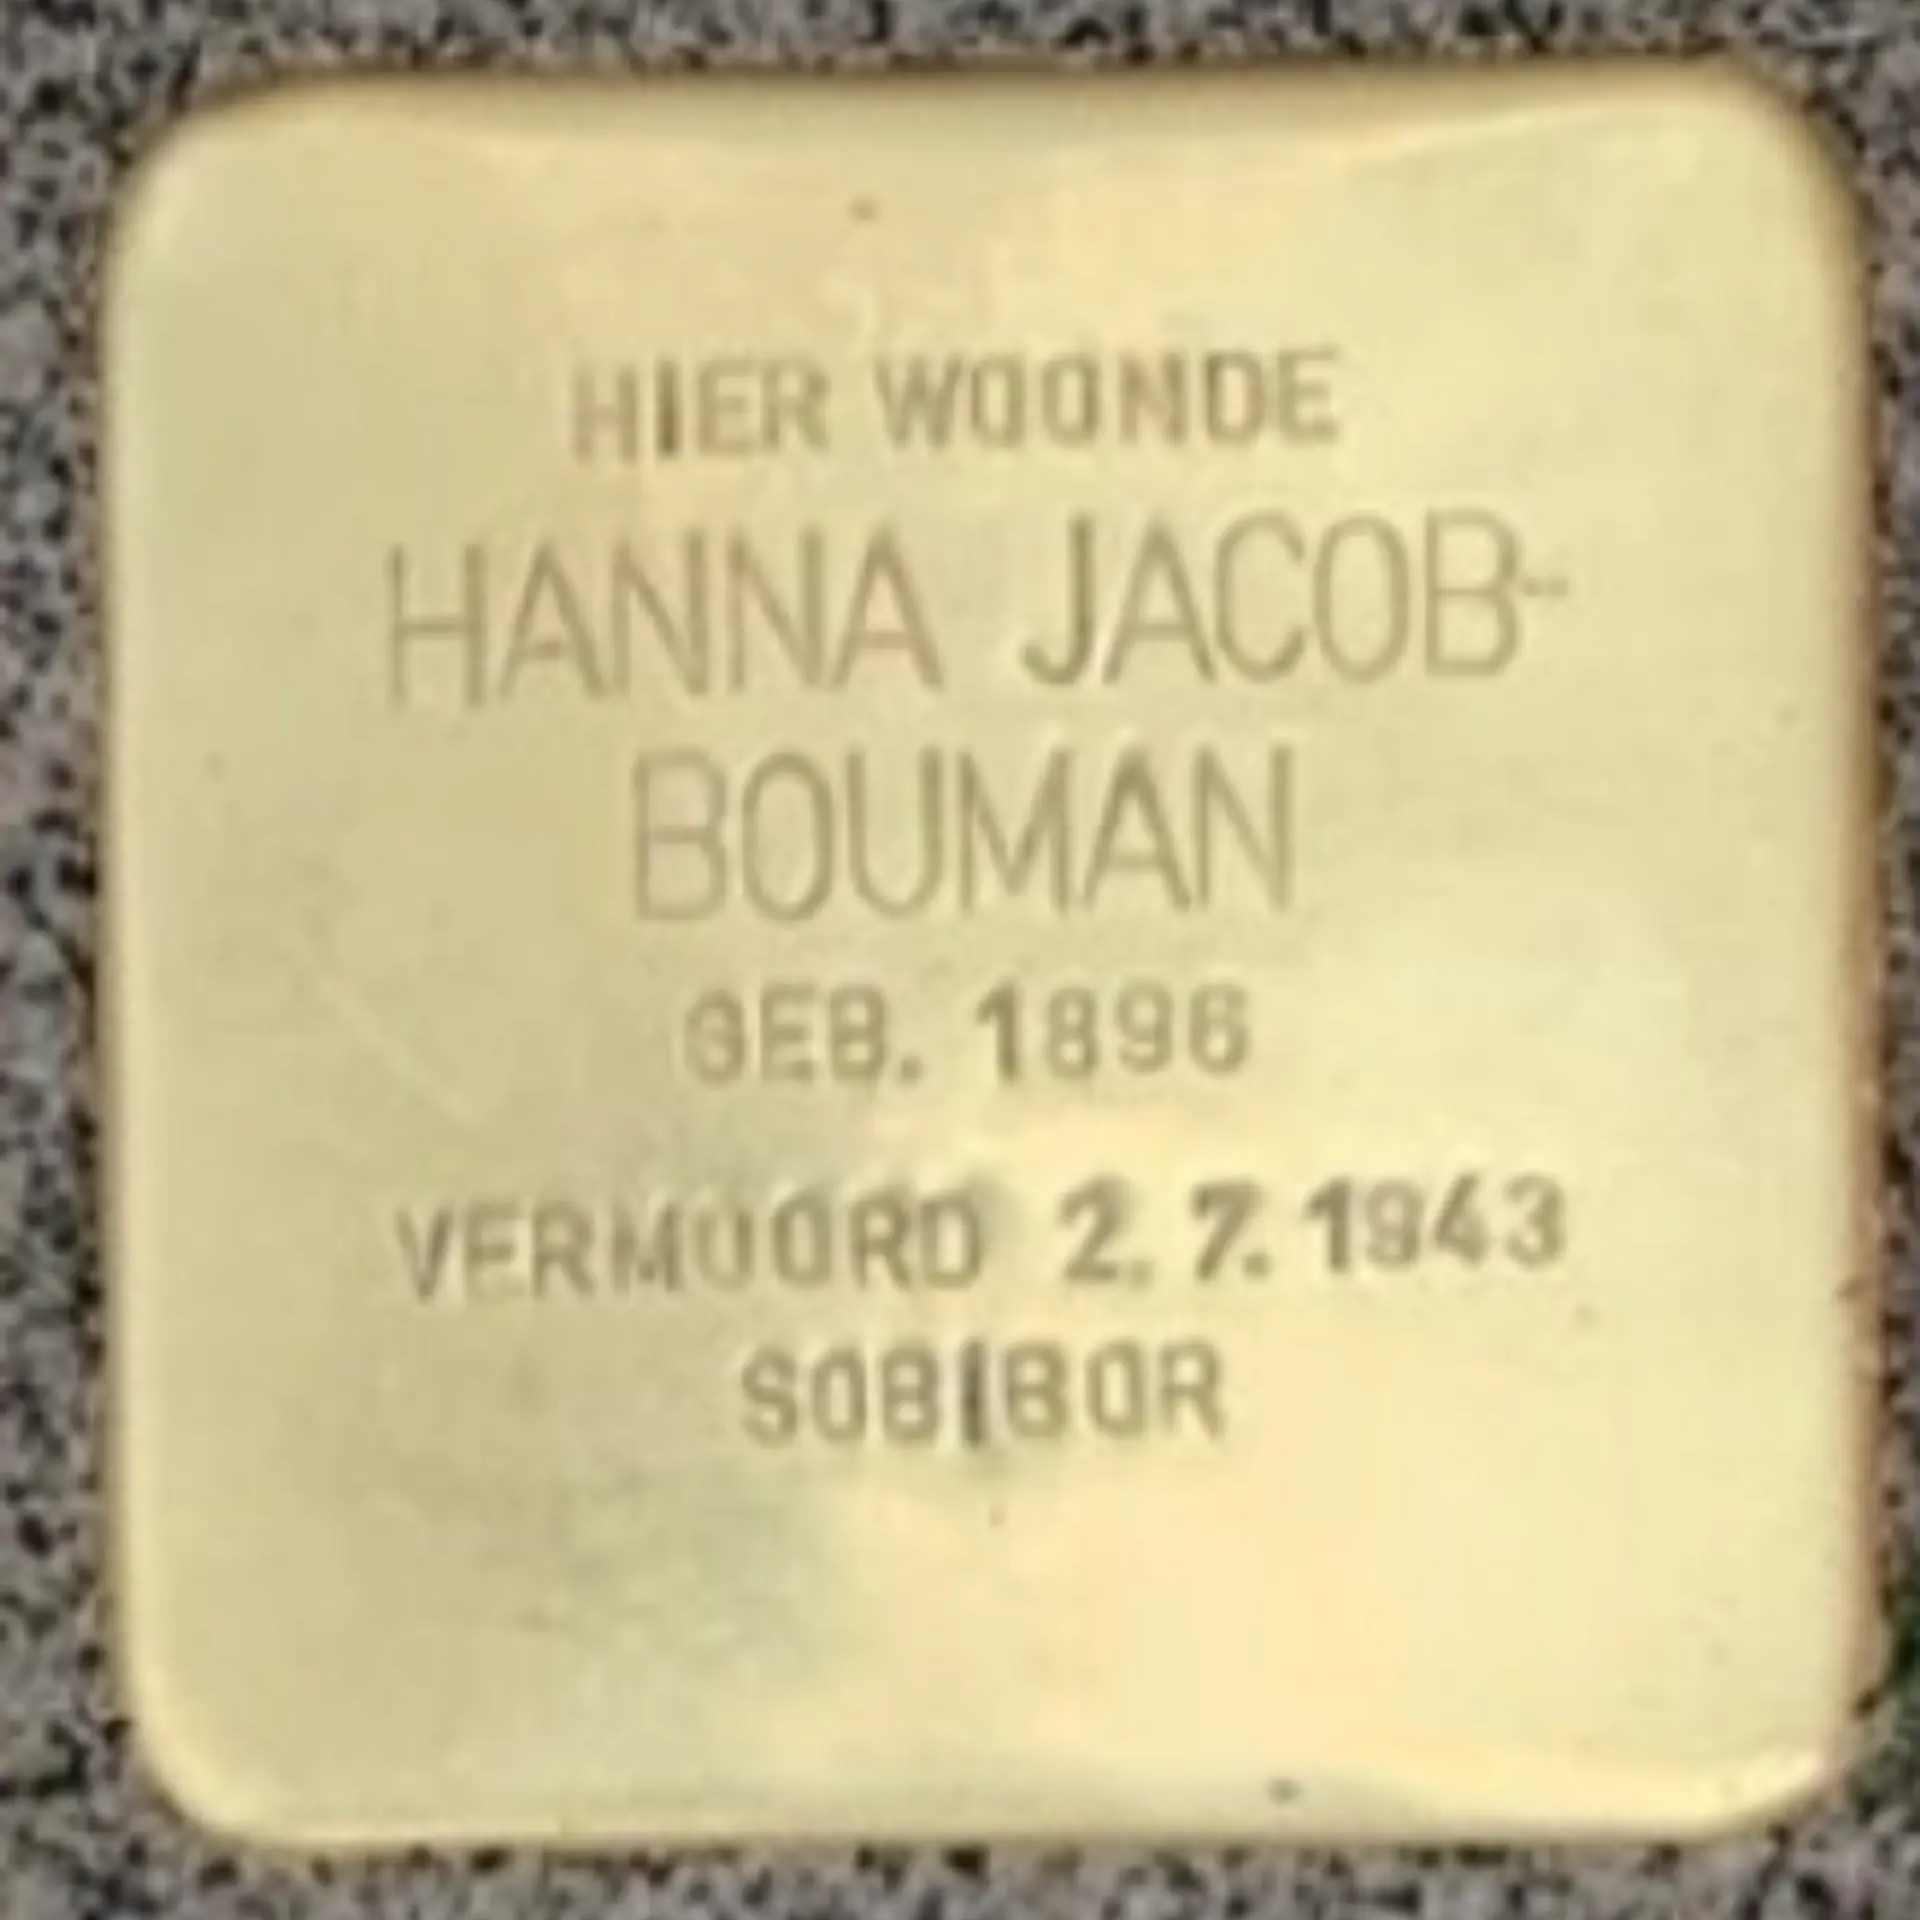 HIER WOONDE
HANNA JACOB-
BOUMAN
GEB. 1896
VERMOORD 2.7.1943
SOBIBOR